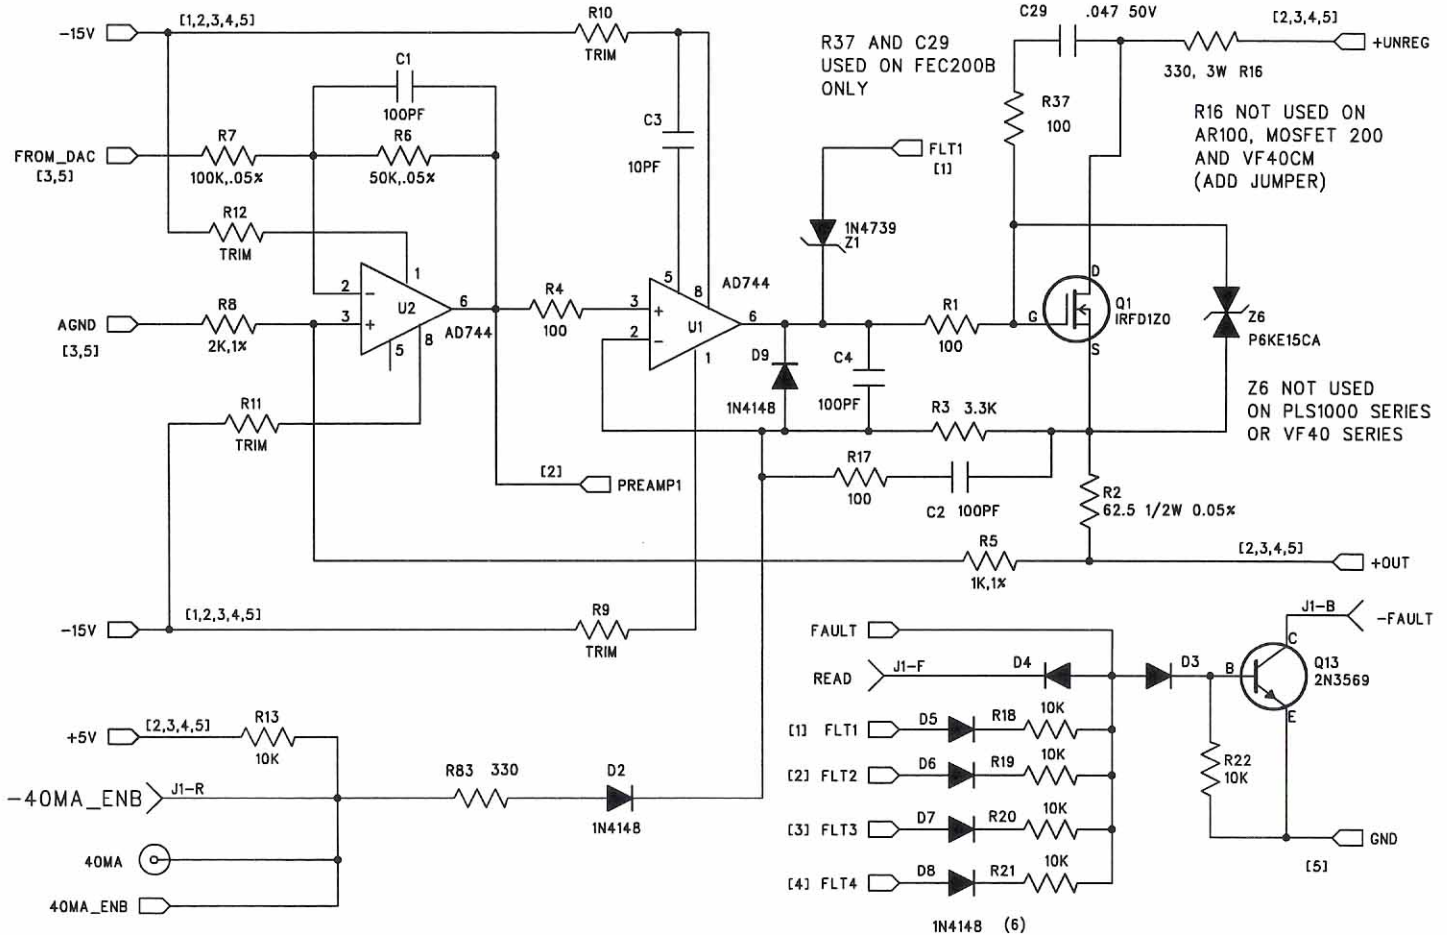 -15V
[1,2,3,4,5]
R10
TRIM
C1
100PF
C29
.047 50V
[2,3,4,5]
+UNREG
330, 3W R16
R37 AND C29
USED ON FEC200B
ONLY
R37
100
R16 NOT USED ON
AR100, MOSFET 200
AND VF40CM
(ADD JUMPER)
FROM_DAC
[3,5]
R7
100K,.05%
R6
50K,.05%
C3
10PF
FLT1
[1]
R12
TRIM
1N4739
Z1
1
2
-
3
+
U2
6
5
8
AD744
AGND
[3,5]
R8
2K,1%
R4
100
5
8
AD744
3
+
2
-
U1
6
1
D9
1N4148
C4
100PF
R1
100
G
D
S
Q1
IRFD1Z0
Z6
P6KE15CA
Z6 NOT USED
ON PLS1000 SERIES
OR VF40 SERIES
R11
TRIM
R3 3.3K
R17
100
C2 100PF
[2]
PREAMP1
R2
62.5 1/2W 0.05%
R5
1K,1%
[2,3,4,5]
+OUT
-15V
[1,2,3,4,5]
R9
TRIM
FAULT
READ
J1-F
D4
D3
J1-B
-FAULT
B
C
E
Q13
2N3569
[1] FLT1
D5
R18
10K
[2] FLT2
D6
R19
10K
[3] FLT3
D7
R20
10K
[4] FLT4
D8
R21
10K
1N4148 (6)
R22
10K
GND
[5]
+5V
[2,3,4,5]
R13
10K
-40MA_ENB
J1-R
R83 330
D2
1N4148
40MA
40MA_ENB